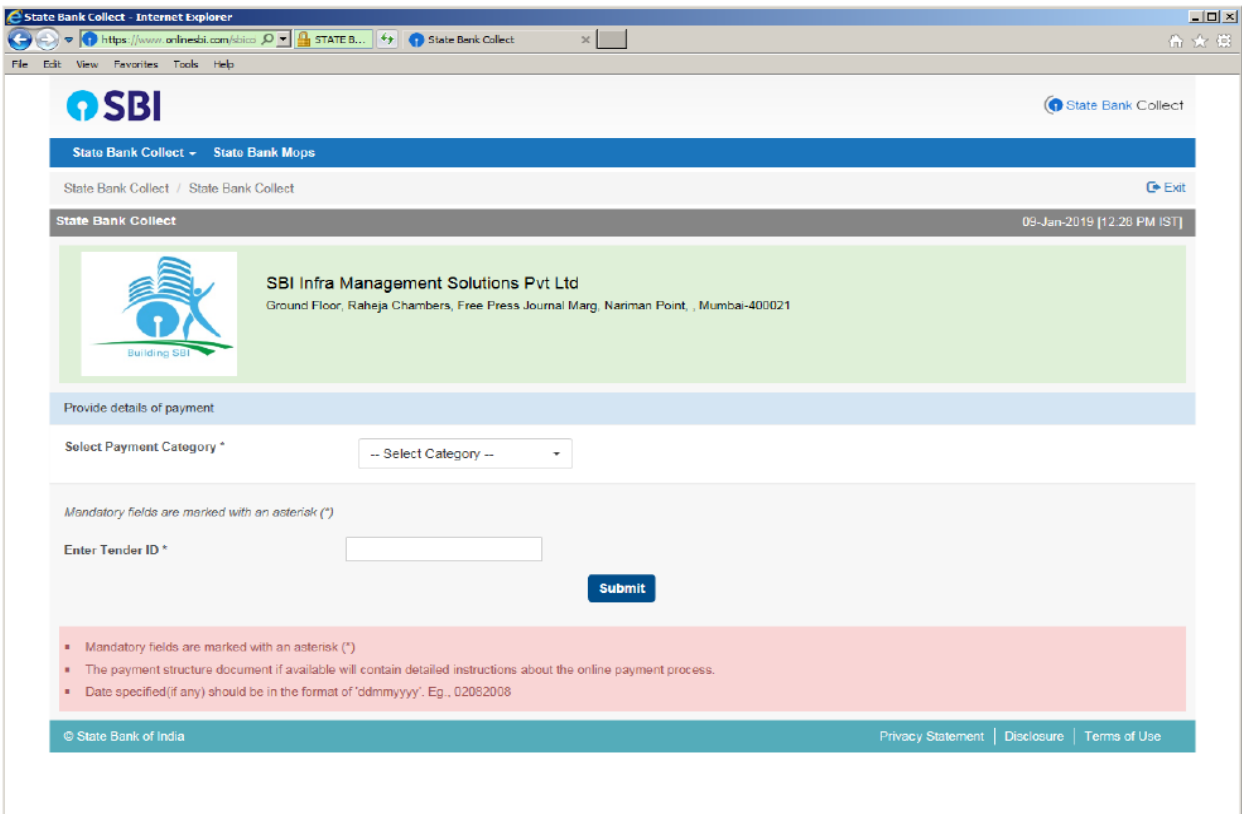 State Bank Collect - Internet Explorer
https://www.onlinesbi.com/sbico STATE B... State Bank Collect
File Edit View Favorites Tools Help
SBI State Bank Collect
State Bank Collect State Bank Mops
State Bank Collect / State Bank Collect Exit
State Bank Collect 09-Jan-2019 [12.28 PM IST]
SBI Infra Management Solutions Pvt Ltd
Ground Floor, Raheja Chambers, Free Press Journal Marg, Nariman Point, , Mumbai-400021
Building SBI
Provide details of payment
Select Payment Category * -- Select Category --
Mandatory fields are marked with an asterisk (*)
Enter Tender ID *
Submit
Mandatory fields are marked with an asterisk (*)
The payment structure document if available will contain detailed instructions about the online payment process.
Date specified(if any) should be in the format of 'ddmmyyyy'. Eg., 02082008
© State Bank of India Privacy Statement | Disclosure | Terms of Use